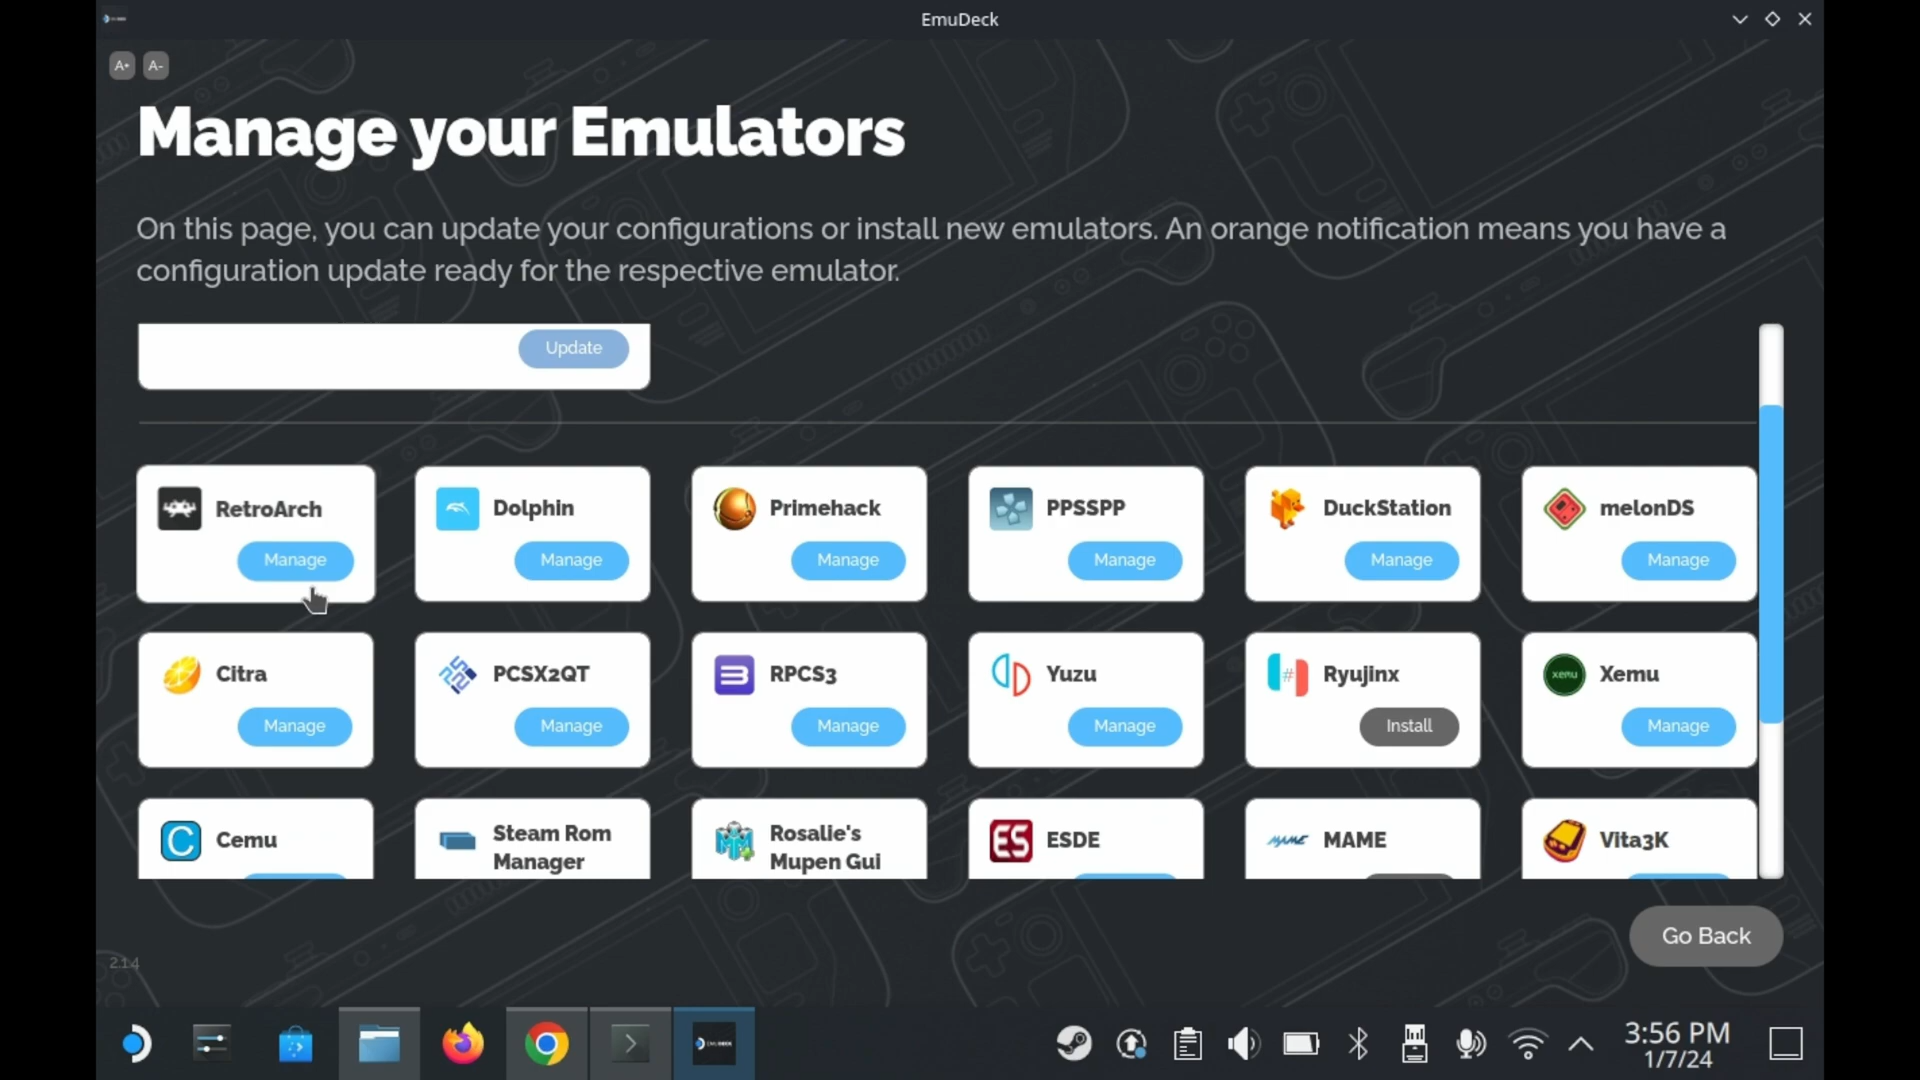 EmuDeck
A+ A-
Manage your Emulators
On this page, you can update your configurations or install new emulators. An orange notification means you have a
configuration update ready for the respective emulator.
Update
RetroArch
Manage
Dolphin
Manage
Primehack
Manage
PPSSPP
Manage
DuckStation
Manage
melonDS
Manage
Citra
Manage
PCSX2QT
Manage
RPCS3
Manage
Yuzu
Manage
Ryujinx
Install
xemu
Xemu
Manage
Cemu
Steam Rom
Manager
Rosalie's
Mupen Gui
ES
ESDE
MAME
MAME
Vita3K
Go Back
2.1.4
3:56 PM
1/7/24